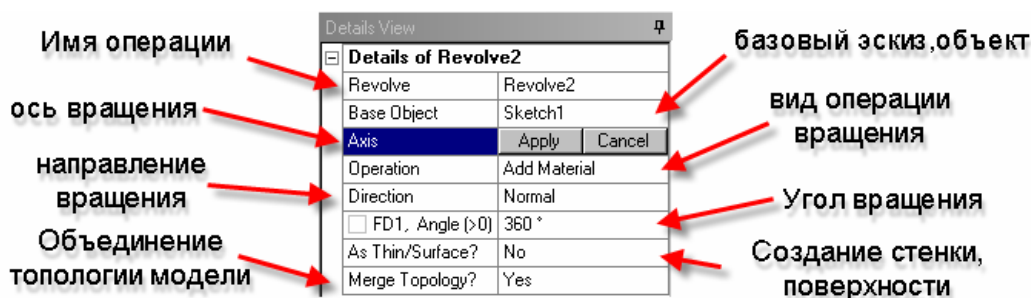 Details View
Details of Revolve2
Revolve Revolve2
Base Object Sketch1
Axis Apply Cancel
Operation Add Material
Direction Normal
FD1, Angle (>0) 360 °
As Thin/Surface? No
Merge Topology? Yes
Имя операции
ось вращения
направление
вращения
Объединение
топологии модели
базовый эскиз,объект
вид операции
вращения
Угол вращения
Создание стенки,
поверхности